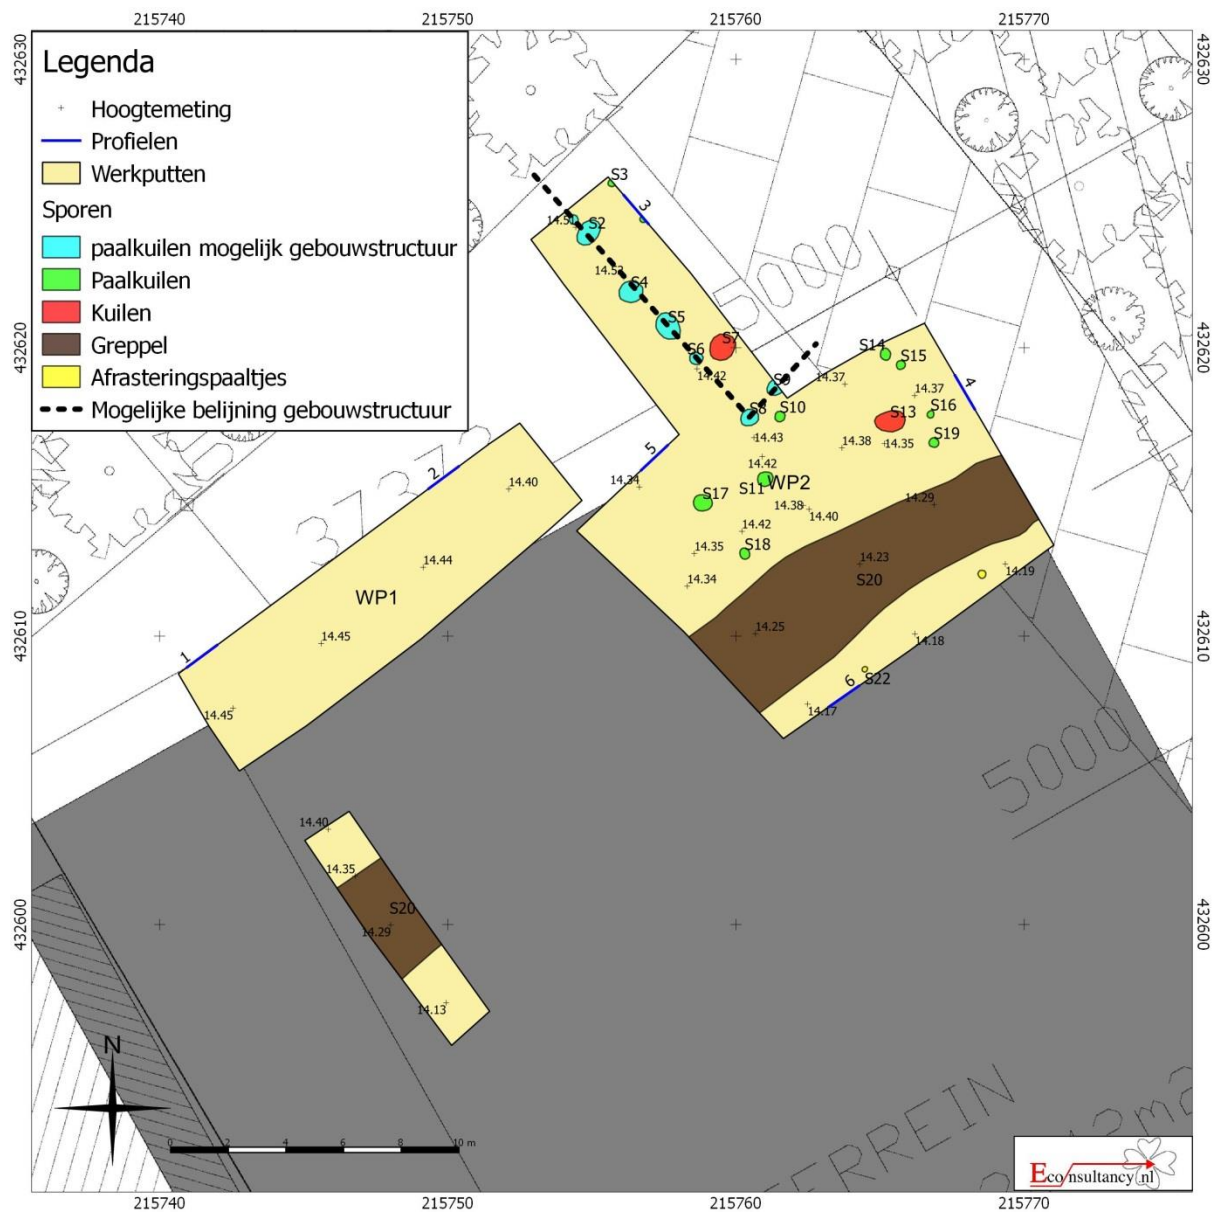 215740 215750 215760 215770
432630
432630
Legenda
Hoogtemeting
Profielen
Werkputten
Sporen
paalkuilen mogelijk gebouwstructuur
Paalkuilen
Kuilen
Greppel
Afrasteringspaaltjes
Mogelijke belijning gebouwstructuur
S3
3
14.51
S2
14.52
S4
5000
S5
S7
S6
14.42
432620
432620
S14
S15
14.37
4
S9
14.37
S8
S10
S13
S16
14.43
14.38
14.35
S19
5
2
14.42
14.34
14.40
S17
S11
WP2
14.29
14.38
14.40
3737
14.42
14.35
S18
14.44
14.23
14.34
S20
14.19
WP1
432610
432610
14.45
14.25
14.18
1
6
S22
14.45
14.17
5000
14.40
14.35
S20
14.29
432600
432600
14.13
N
0 2 4 6 8 10 m
ERREIN
Econsultancy.nl
215740 215750 215760 215770